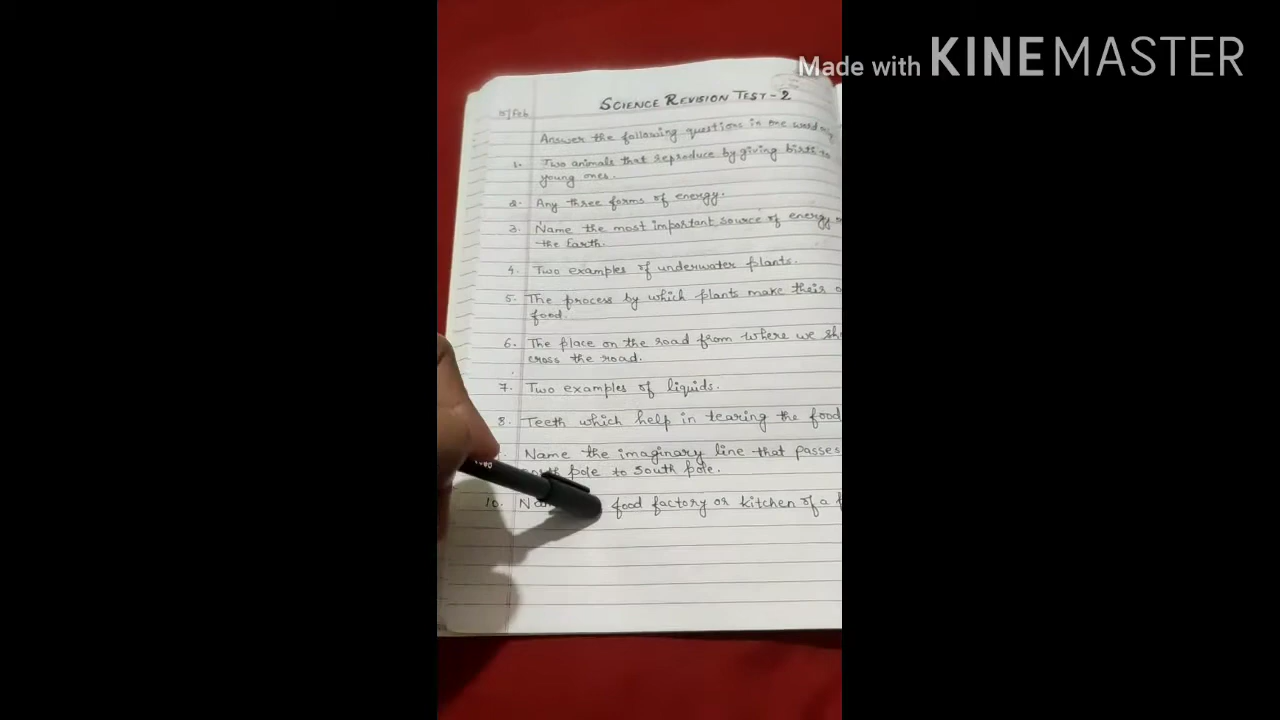 Made with KINEMASTER
15/Feb
SCIENCE REVISION TEST-2
Answer the following questions in one word only
1. Two animals that reproduce by giving birth to
young ones.
2. Any three forms of energy.
3. Name the most important source of energy
the Earth.
4. Two examples of underwater plants.
5. The process by which plants make their
food.
6. The place on the road from where we sh
cross the road.
7. Two examples of liquids.
8. Teeth which help in tearing the food
Name the imaginary line that passes
pole to south pole.
10. food factory or kitchen of a